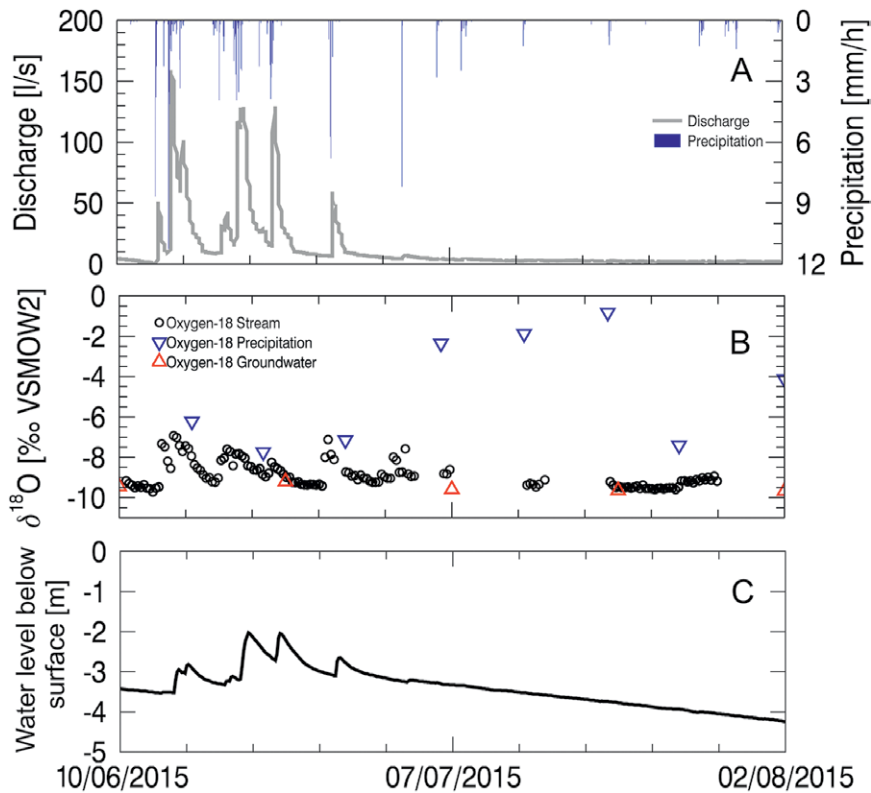 200
150
100
50
0
Discharge [l/s]
0
3
6
9
12
Precipitation [mm/h]
A
Discharge
Precipitation
0
-2
-4
-6
-8
-10
δ18O [‰ VSMOW2]
B
Oxygen-18 Stream
Oxygen-18 Precipitation
Oxygen-18 Groundwater
0
-1
-2
-3
-4
-5
Water level below
surface [m]
C
10/06/2015 07/07/2015 02/08/2015